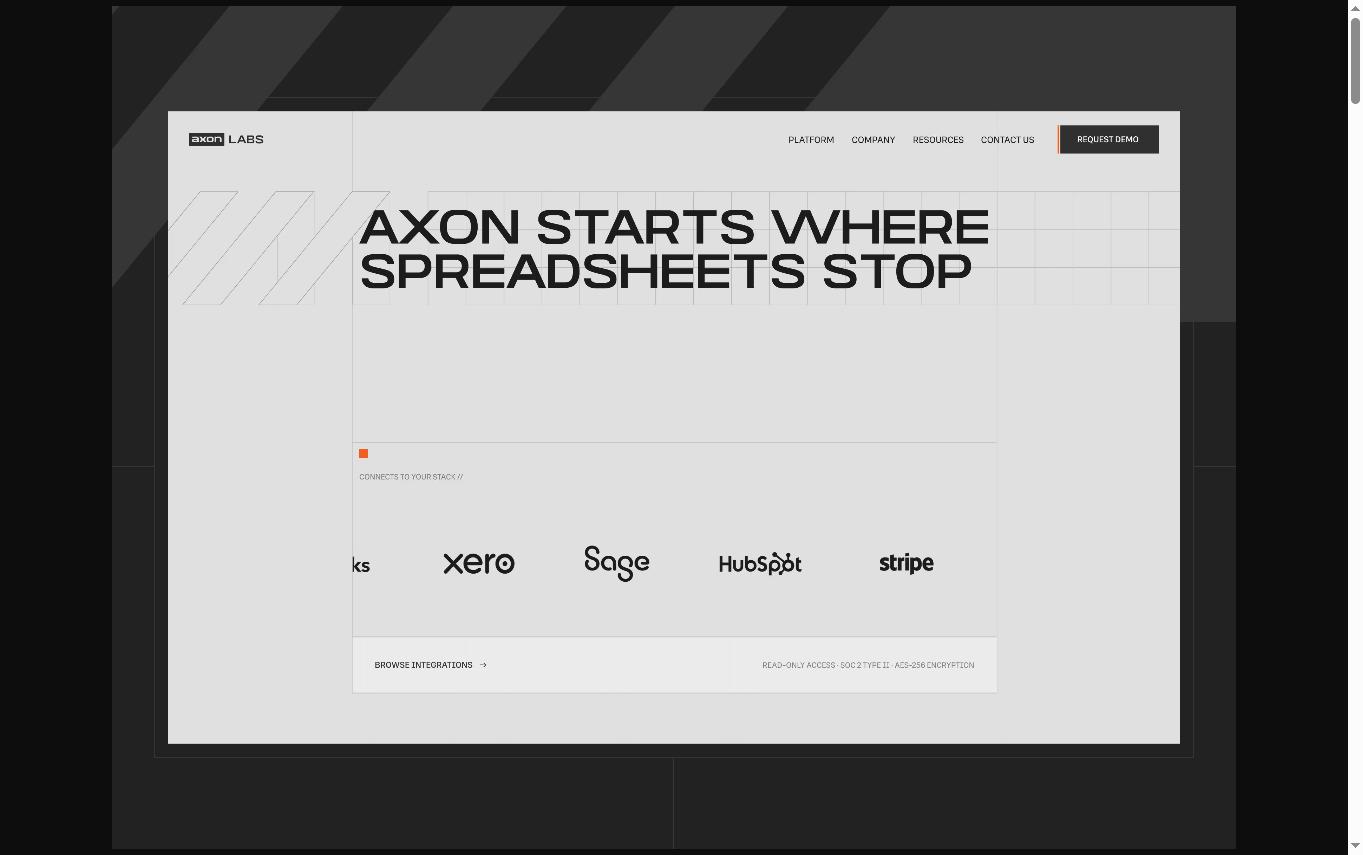 axon LABS
PLATFORM COMPANY RESOURCES CONTACT US REQUEST DEMO
AXON STARTS WHERE
SPREADSHEETS STOP
CONNECTS TO YOUR STACK //
ks xero Sage HubSpot stripe
BROWSE INTEGRATIONS → READ-ONLY ACCESS · SOC 2 TYPE II · AES-256 ENCRYPTION